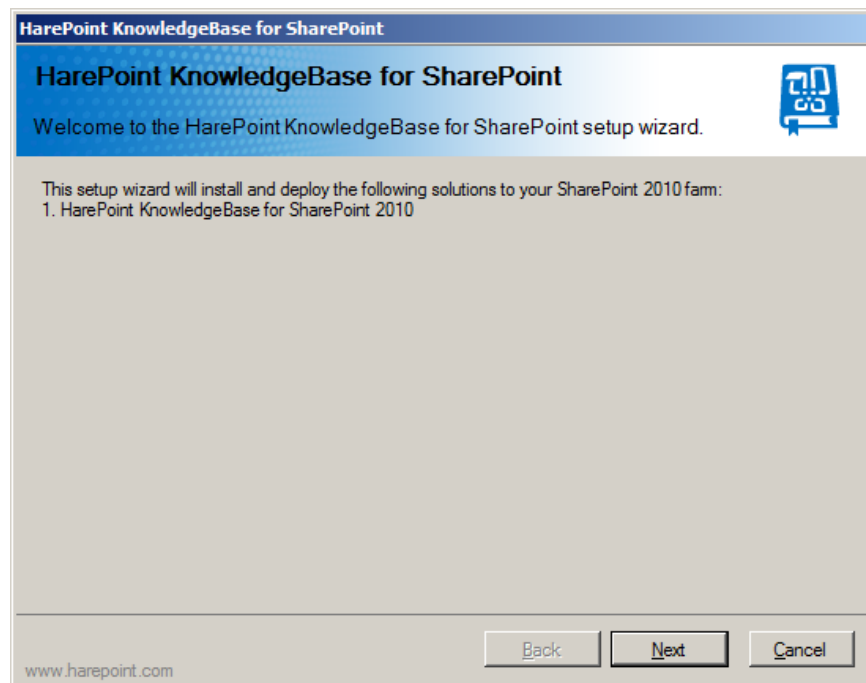 HarePoint KnowledgeBase for SharePoint
HarePoint KnowledgeBase for SharePoint
Welcome to the HarePoint KnowledgeBase for SharePoint setup wizard.
This setup wizard will install and deploy the following solutions to your SharePoint 2010 farm:
1. HarePoint KnowledgeBase for SharePoint 2010
Back
Next
Cancel
www.harepoint.com